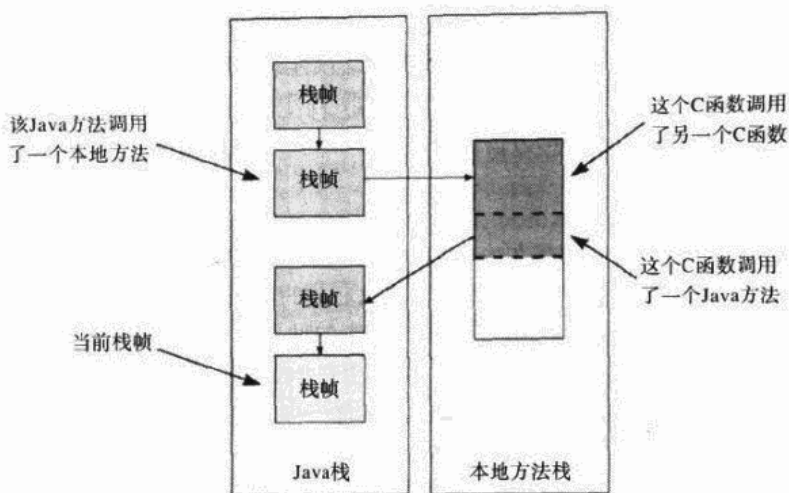 栈帧
该Java方法调用
了一个本地方法
栈帧
这个C函数调用
了另一个C函数
栈帧
这个C函数调用
了一个Java方法
当前栈帧
栈帧
Java栈
本地方法栈